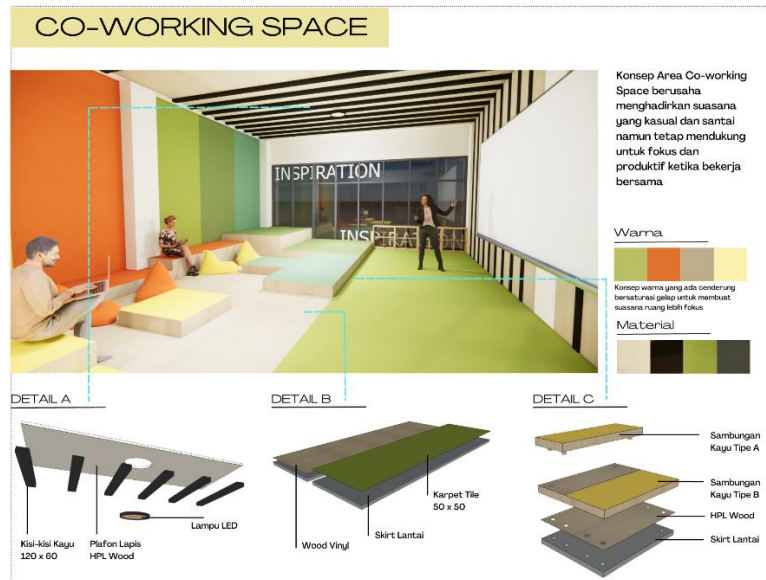 CO-WORKING SPACE
Konsep Area Co-working
Space berusaha
menghadirkan suasana
yang kasual dan santai
namun tetap mendukung
untuk fokus dan
produktif ketika bekerja
bersama
INSPIRATION
INSPIRATION
Warna
Konsep warna yang ada cenderung
bersaturasi gelap untuk membuat
suasana ruang lebih fokus
Material
DETAIL A
Kisi-kisi Kayu
120 x 60
Plafon Lapis
HPL Wood
Lampu LED
DETAIL B
Wood Vinyl
Skirt Lantai
Karpet Tile
50 x 50
DETAIL C
Sambungan
Kayu Tipe A
Sambungan
Kayu Tipe B
HPL Wood
Skirt Lantai